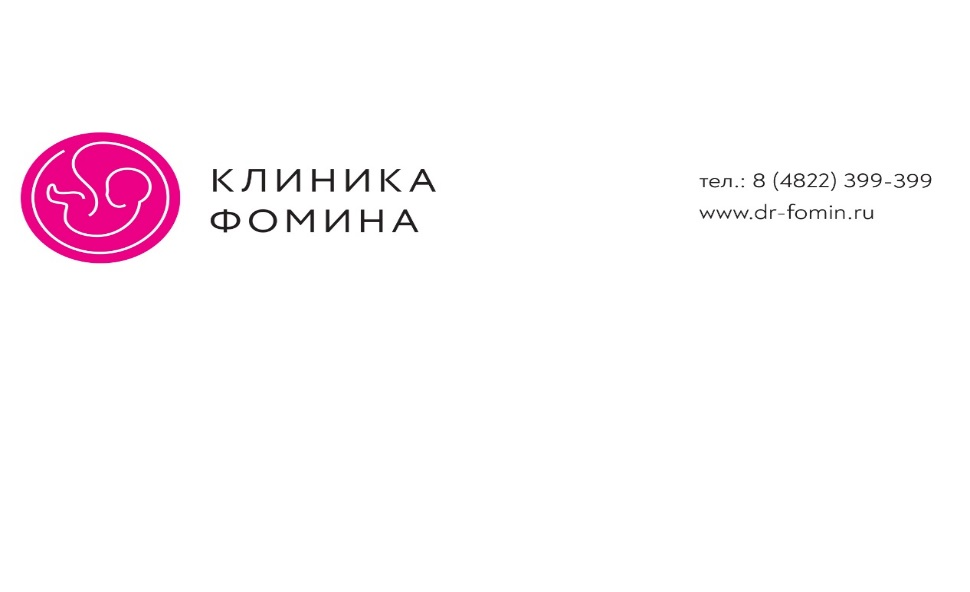 КЛИНИКА
ФОМИНА
тел.: 8 (4822) 399-399
www.dr-fomin.ru